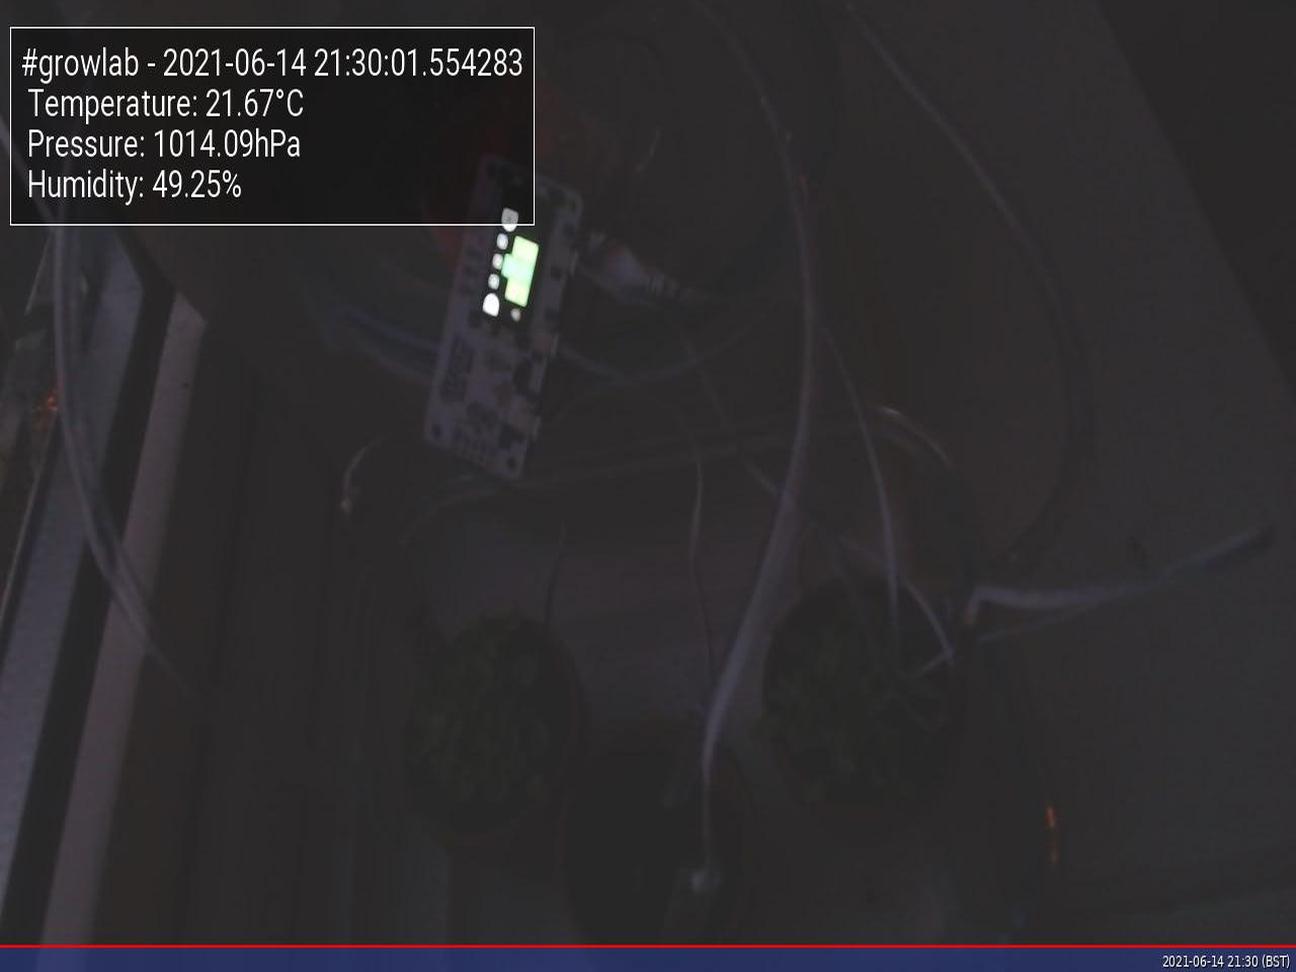 #growlab - 2021-06-14 21:30:01.554283
Temperature: 21.67°C
Pressure: 1014.09hPa
Humidity: 49.25%
2021-06-14 21:30 (BST)